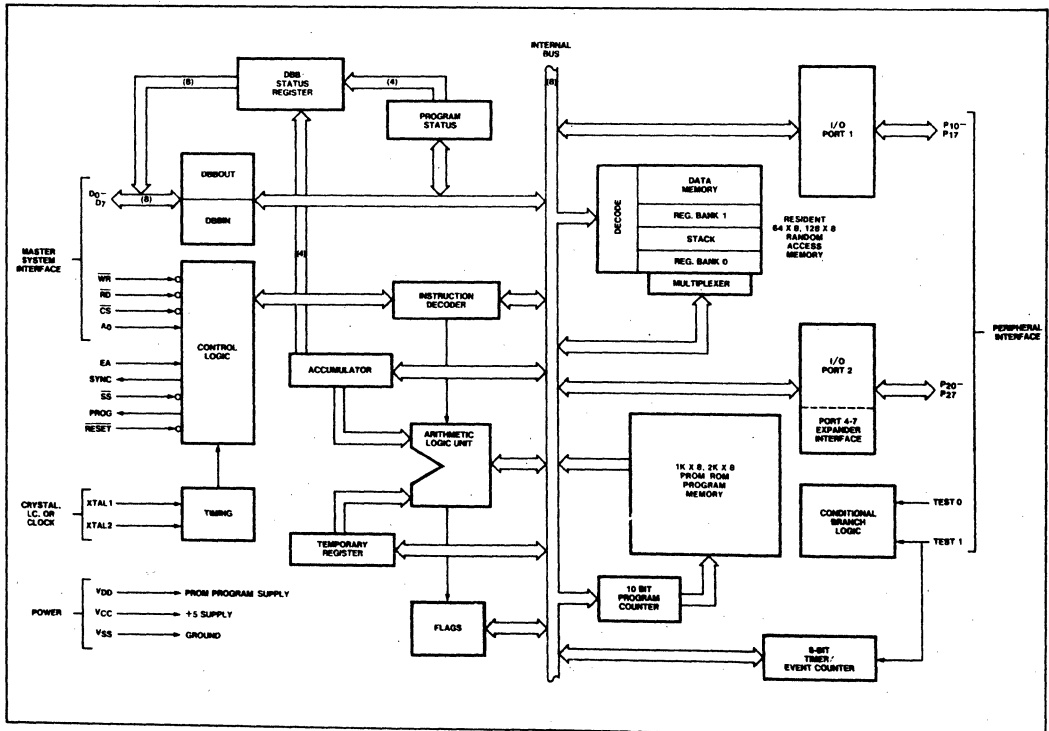 INTERNAL
BUS
(8)
(8)
DBB
STATUS
REGISTER
(4)
PROGRAM
STATUS
I/O
PORT 1
P10–
P17
D0–
D7
(8)
DBBOUT
DBBIN
DECODE
DATA
MEMORY
REG. BANK 1
STACK
REG. BANK 0
MULTIPLEXER
RESIDENT
64 X 8, 128 X 8
RANDOM
ACCESS
MEMORY
MASTER
SYSTEM
INTERFACE
WR
RD
CS
A0
EA
SYNC
SS
PROG
RESET
CONTROL
LOGIC
(4)
INSTRUCTION
DECODER
ACCUMULATOR
ARITHMETIC
LOGIC UNIT
PERIPHERAL
INTERFACE
I/O
PORT 2
PORT 4-7
EXPANDER
INTERFACE
P20–
P27
1K X 8, 2K X 8
PROM ROM
PROGRAM
MEMORY
CRYSTAL,
LC. OR
CLOCK
XTAL1
XTAL2
TIMING
TEMPORARY
REGISTER
CONDITIONAL
BRANCH
LOGIC
TEST 0
TEST 1
POWER
VDD
PROM PROGRAM SUPPLY
VCC
+5 SUPPLY
VSS
GROUND
FLAGS
10 BIT
PROGRAM
COUNTER
8-BIT
TIMER/
EVENT COUNTER